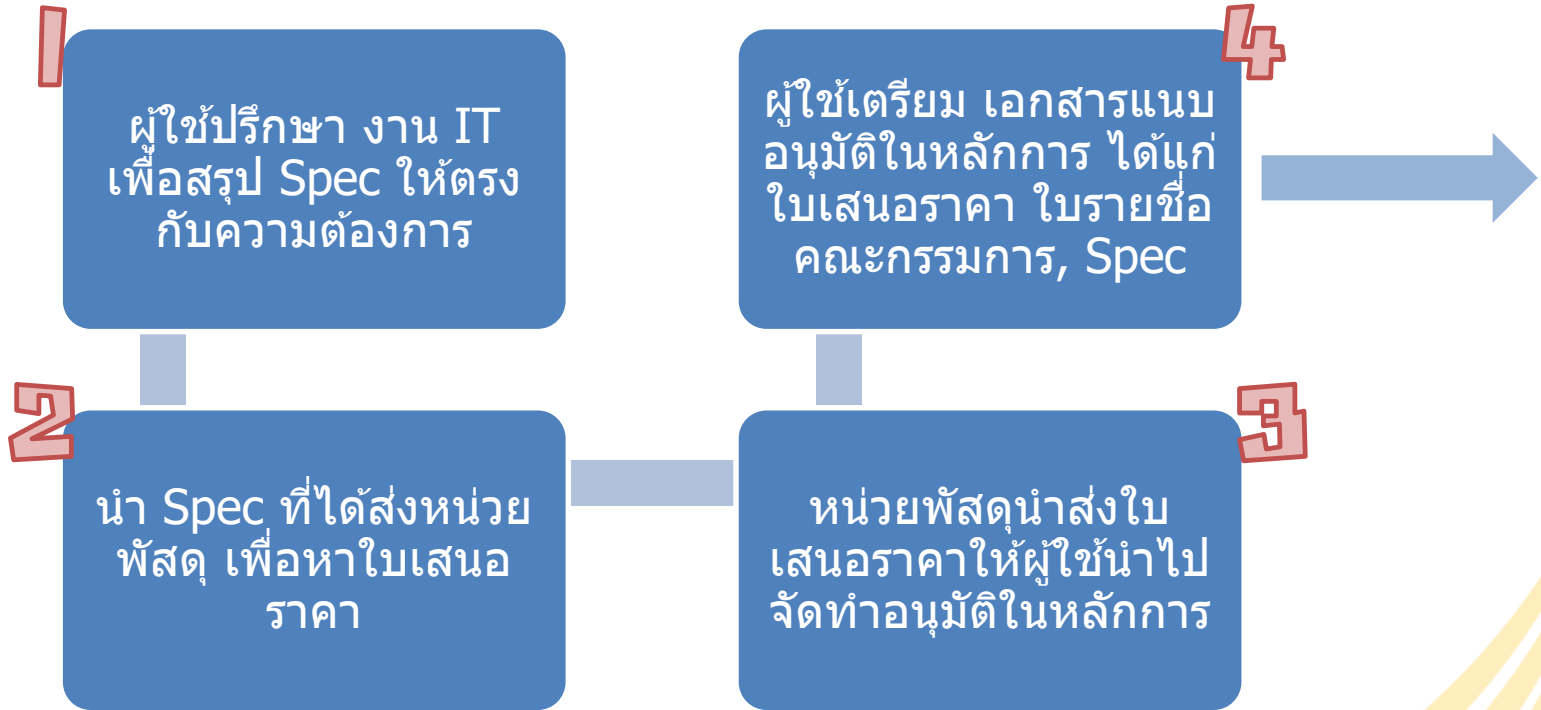 1
ผู้ใช้ปรึกษา งาน IT
เพื่อสรุป Spec ให้ตรง
กับความต้องการ
2
นำ Spec ที่ได้ส่งหน่วย
พัสดุ เพื่อหาใบเสนอ
ราคา
3
หน่วยพัสดุนำส่งใบ
เสนอราคาให้ผู้ใช้นำไป
จัดทำอนุมัติในหลักการ
4
ผู้ใช้เตรียม เอกสารแนบ
อนุมัติในหลักการ ได้แก่
ใบเสนอราคา ใบรายชื่อ
คณะกรรมการ, Spec